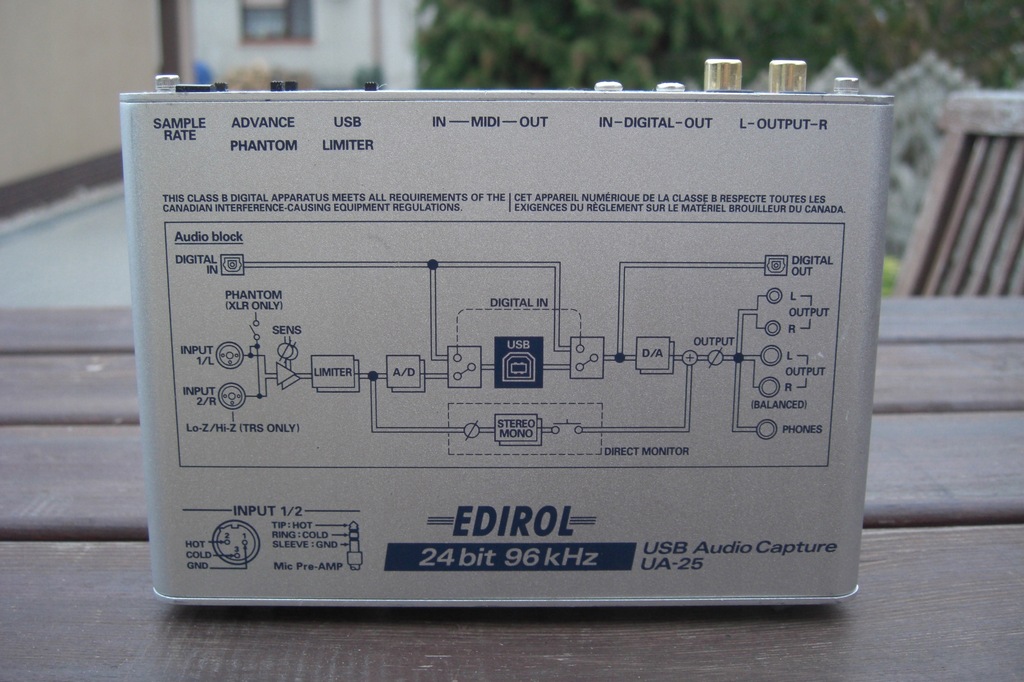 SAMPLE
RATE
ADVANCE
PHANTOM
USB
LIMITER
IN — MIDI — OUT
IN-DIGITAL-OUT
L-OUTPUT-R
THIS CLASS B DIGITAL APPARATUS MEETS ALL REQUIREMENTS OF THE
CANADIAN INTERFERENCE-CAUSING EQUIPMENT REGULATIONS.
CET APPAREIL NUMÉRIQUE DE LA CLASSE B RESPECTE TOUTES LES
EXIGENCES DU RÈGLEMENT SUR LE MATÉRIEL BROUILLEUR DU CANADA.
Audio block
DIGITAL
IN
DIGITAL
OUT
PHANTOM
(XLR ONLY)
DIGITAL IN
L
OUTPUT
R
SENS
USB
INPUT
1/L
LIMITER
A/D
D/A
OUTPUT
L
OUTPUT
R
(BALANCED)
INPUT
2/R
Lo-Z/Hi-Z (TRS ONLY)
STEREO
MONO
PHONES
DIRECT MONITOR
INPUT 1/2
HOT
COLD
GND
2
1
3
TIP : HOT
RING : COLD
SLEEVE : GND
Mic Pre-AMP
EDIROL
24bit 96kHz
USB Audio Capture
UA-25